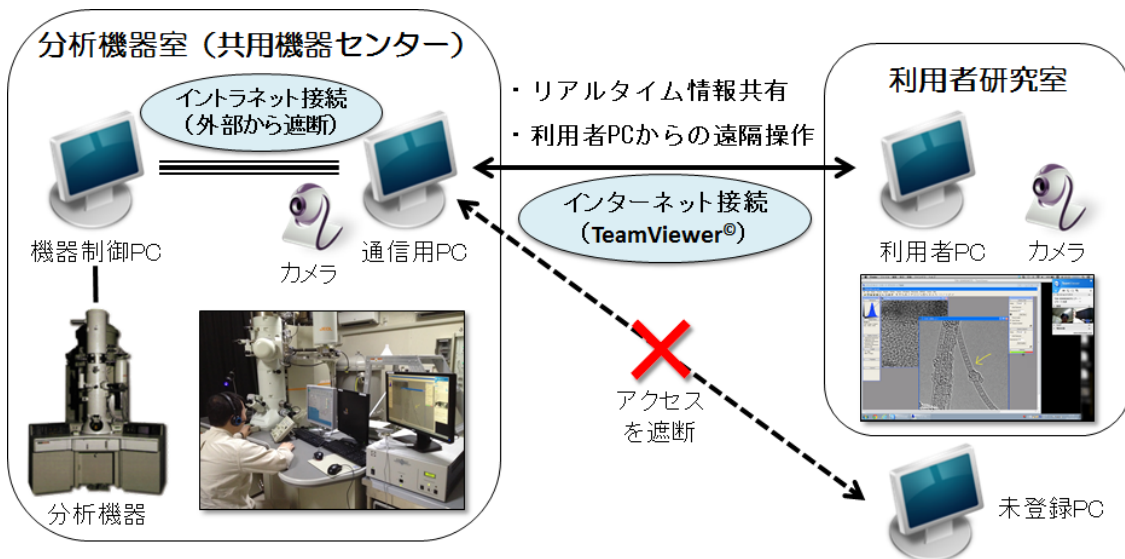 分析機器室（共用機器センター）
イントラネット接続
（外部から遮断）
機器制御PC
カメラ
通信用PC
分析機器
・リアルタイム情報共有
・利用者PCからの遠隔操作
インターネット接続
（TeamViewer©）
アクセス
を遮断
利用者研究室
利用者PC
カメラ
未登録PC